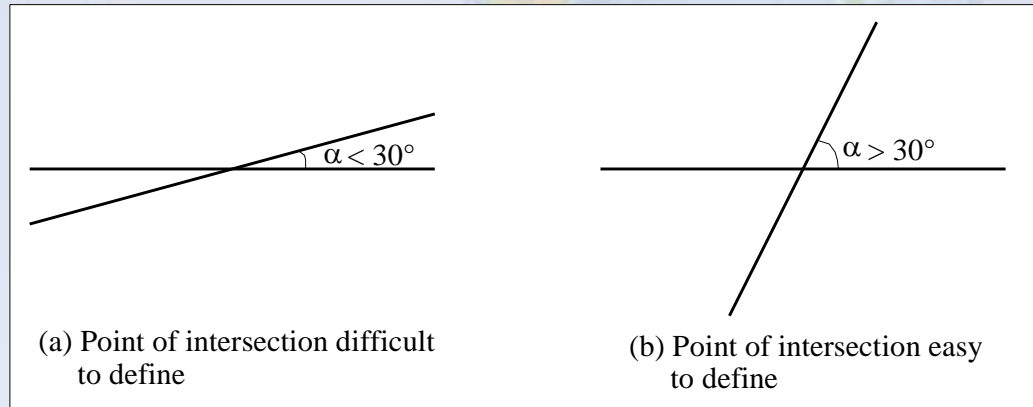 α < 30°
α > 30°
(a) Point of intersection difficult
to define
(b) Point of intersection easy
to define